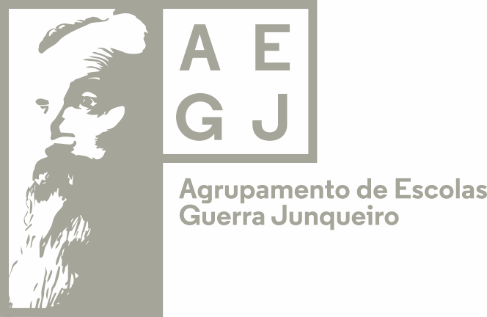 A E
G J
Agrupamento de Escolas
Guerra Junqueiro